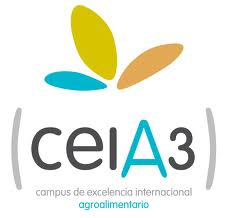 (ceiA3)
campus de excelencia internacional
agroalimentario